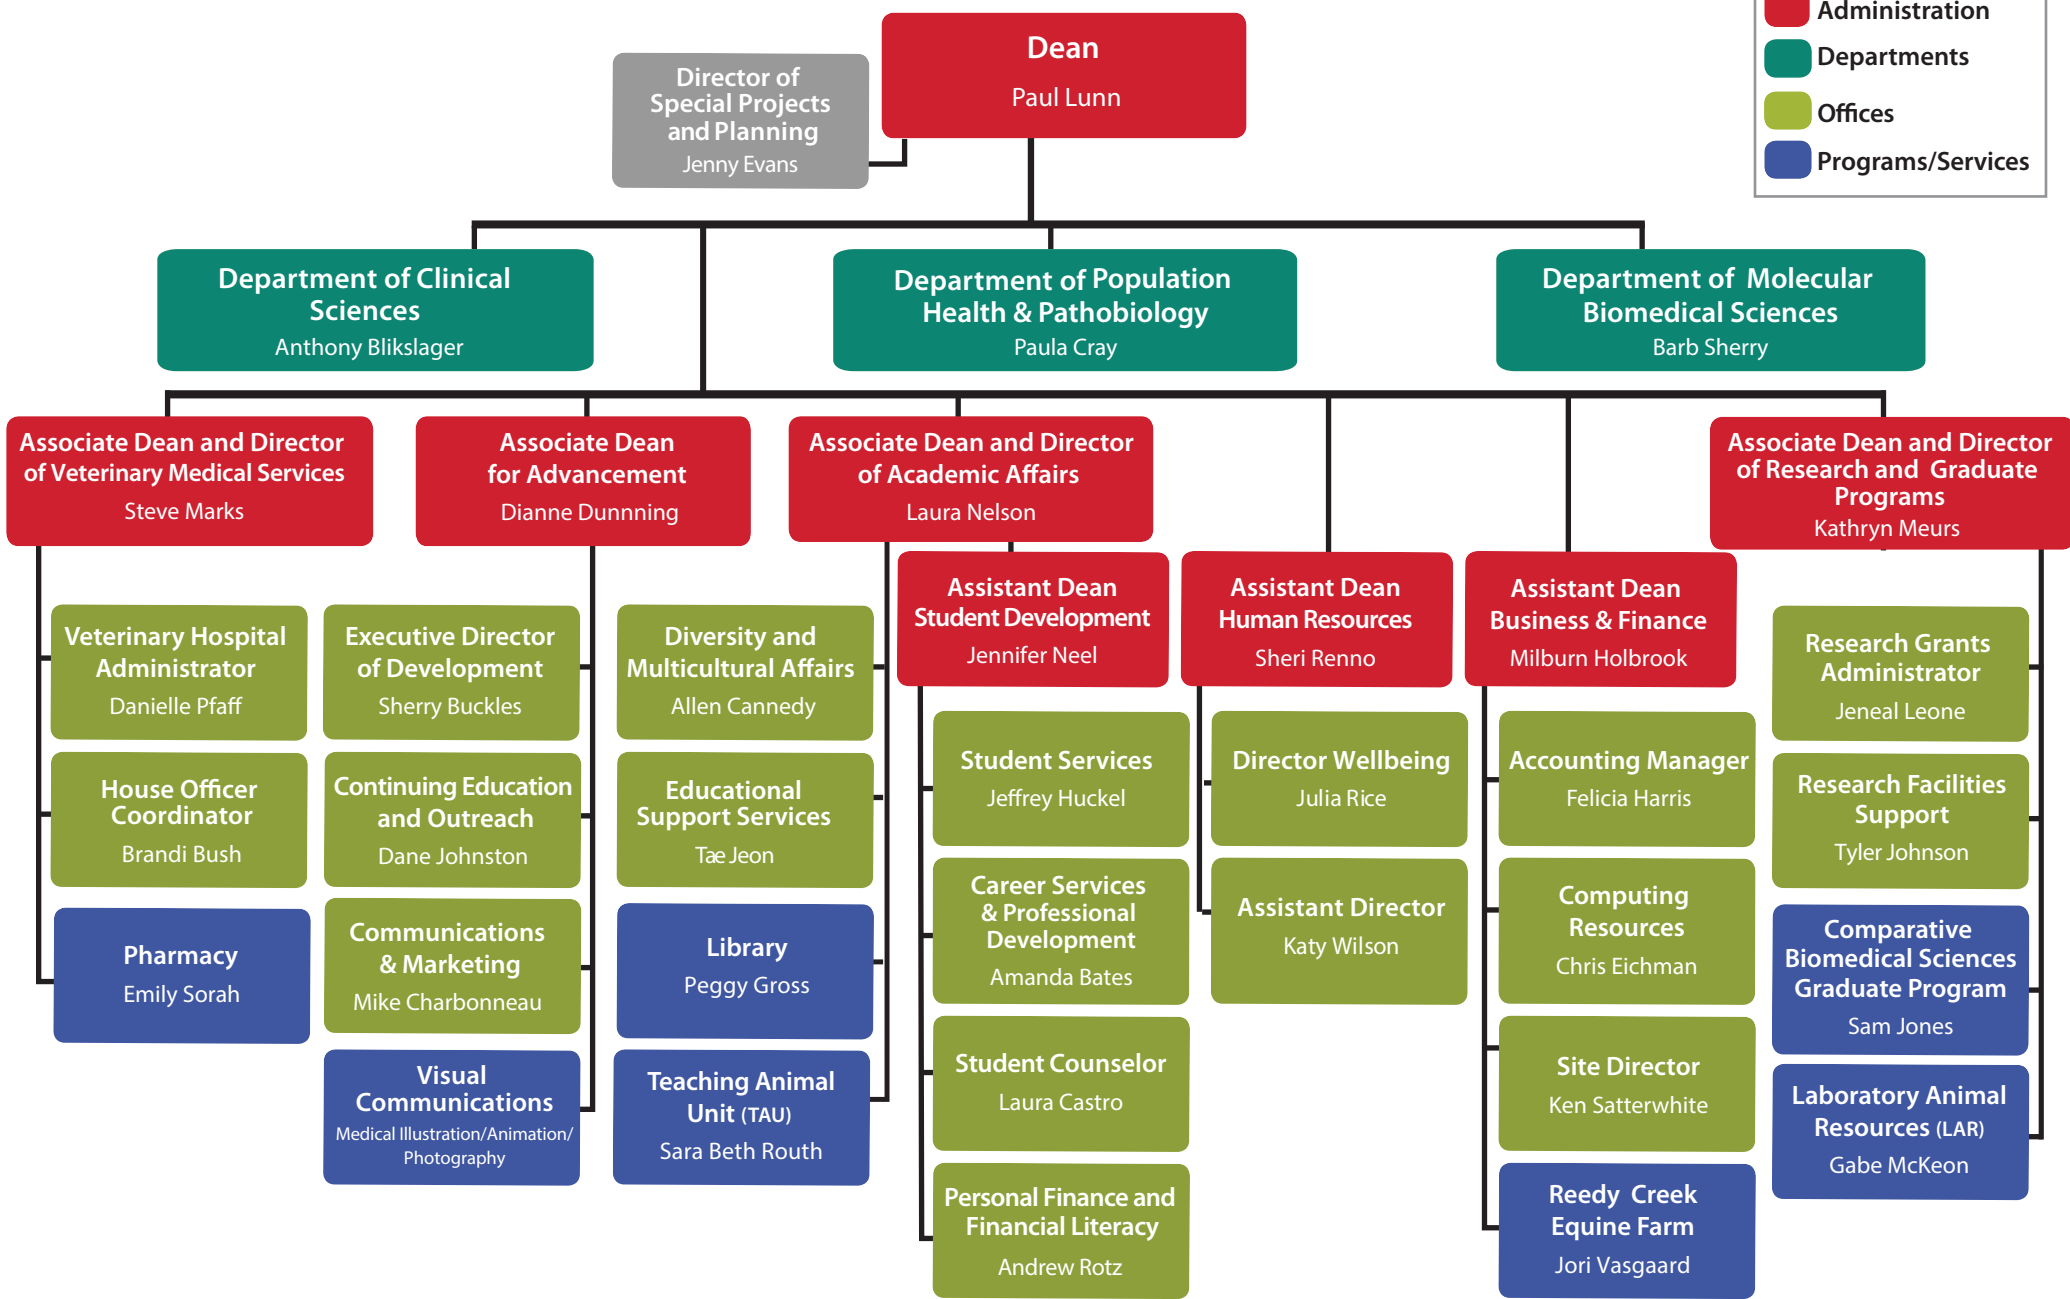 Administration
Departments
Offices
Programs/Services
Dean
Paul Lunn
Director of
Special Projects
and Planning
Jenny Evans
Department of Clinical
Sciences
Anthony Blikslager
Department of Population
Health & Pathobiology
Paula Cray
Department of Molecular
Biomedical Sciences
Barb Sherry
Associate Dean and Director
of Veterinary Medical Services
Steve Marks
Associate Dean
for Advancement
Dianne Dunnning
Associate Dean and Director
of Academic Affairs
Laura Nelson
Associate Dean and Director
of Research and Graduate
Programs
Kathryn Meurs
Assistant Dean
Student Development
Jennifer Neel
Assistant Dean
Human Resources
Sheri Renno
Assistant Dean
Business & Finance
Milburn Holbrook
Veterinary Hospital
Administrator
Danielle Pfaff
House Officer
Coordinator
Brandi Bush
Pharmacy
Emily Sorah
Executive Director
of Development
Sherry Buckles
Continuing Education
and Outreach
Dane Johnston
Communications
& Marketing
Mike Charbonneau
Visual
Communications
Medical Illustration/Animation/
Photography
Diversity and
Multicultural Affairs
Allen Cannedy
Educational
Support Services
Tae Jeon
Library
Peggy Gross
Teaching Animal
Unit (TAU)
Sara Beth Routh
Student Services
Jeffrey Huckel
Career Services
& Professional
Development
Amanda Bates
Student Counselor
Laura Castro
Personal Finance and
Financial Literacy
Andrew Rotz
Director Wellbeing
Julia Rice
Assistant Director
Katy Wilson
Accounting Manager
Felicia Harris
Computing
Resources
Chris Eichman
Site Director
Ken Satterwhite
Reedy Creek
Equine Farm
Jori Vasgaard
Research Grants
Administrator
Jeneal Leone
Research Facilities
Support
Tyler Johnson
Comparative
Biomedical Sciences
Graduate Program
Sam Jones
Laboratory Animal
Resources (LAR)
Gabe McKeon